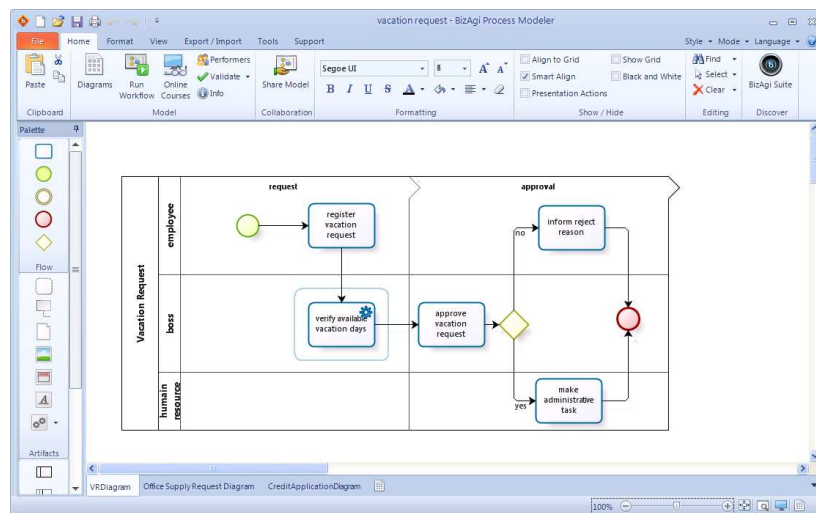 vacation request - BizAgi Process Modeler
File Home Format View Export / Import Tools Support Style Mode Language
Paste
Clipboard
Diagrams
Run
Workflow
Online
Courses
Performers
Validate
Info
Model
Share Model
Collaboration
Segoe UI 8 A A
B I U S A
Formatting
Align to Grid Show Grid
Smart Align Black and White
Presentation Actions
Show / Hide
Find
Select
Clear
Editing
BizAgi Suite
Discover
Palette
Flow
A
Artifacts
request approval
Vacation Request
employee
boss
humain
resource
register
vacation
request
inform reject
reason
no
verify available
vacation days
approve
vacation
request
make
administrative
task
yes
VRDiagram Office Supply Request Diagram CreditApplicationDiagram
100%